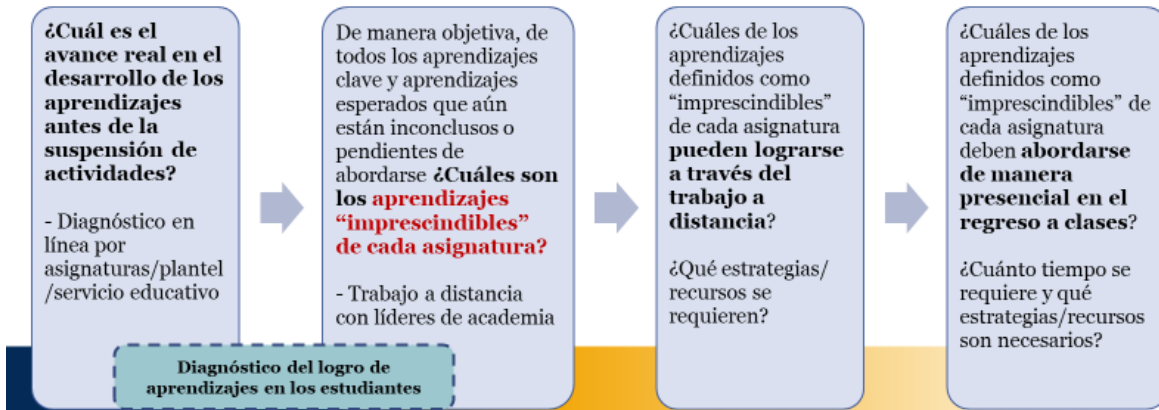 ¿Cuál es el
avance real en el
desarrollo de los
aprendizajes
antes de la
suspensión de
actividades?
- Diagnóstico en
línea por
asignaturas/plantel
/servicio educativo
De manera objetiva, de
todos los aprendizajes
clave y aprendizajes
esperados que aún
están inconclusos o
pendientes de
abordarse ¿Cuáles son
los aprendizajes
“imprescindibles”
de cada asignatura?
- Trabajo a distancia
con líderes de academia
¿Cuáles de los
aprendizajes
definidos como
“imprescindibles”
de cada asignatura
pueden lograrse
a través del
trabajo a
distancia?
¿Qué estrategias/
recursos se
requieren?
¿Cuáles de los
aprendizajes
definidos como
“imprescindibles” de
cada asignatura
deben abordarse
de manera
presencial en el
regreso a clases?
¿Cuánto tiempo se
requiere y qué
estrategias/recursos
son necesarios?
Diagnóstico del logro de
aprendizajes en los estudiantes